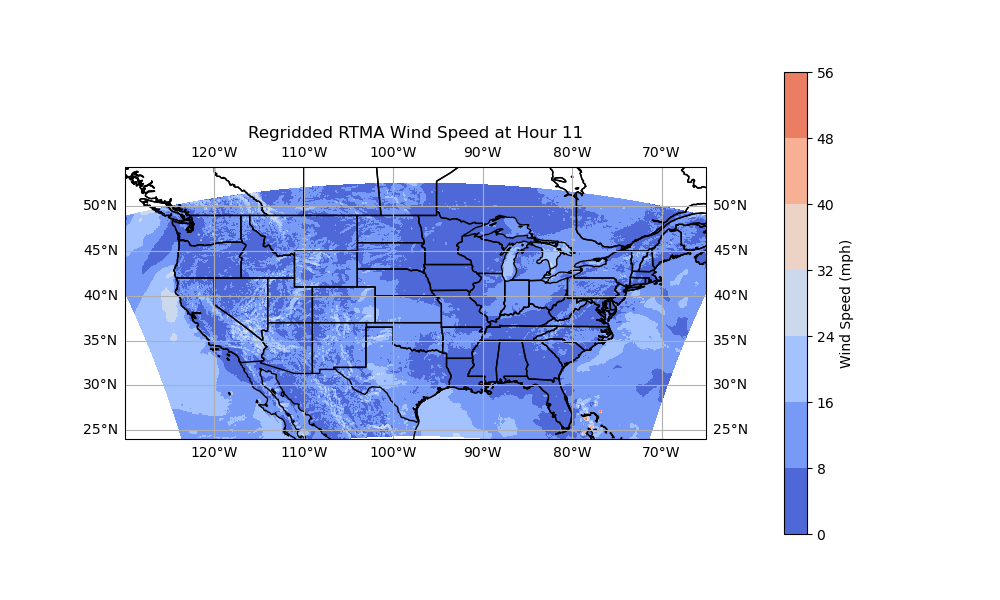 Regridded RTMA Wind Speed at Hour 11
120°W 110°W 100°W 90°W 80°W 70°W
50°N 50°N
45°N 45°N
40°N 40°N
35°N 35°N
30°N 30°N
25°N 25°N
120°W 110°W 100°W 90°W 80°W 70°W
56
48
40
32
24
16
8
0
Wind Speed (mph)